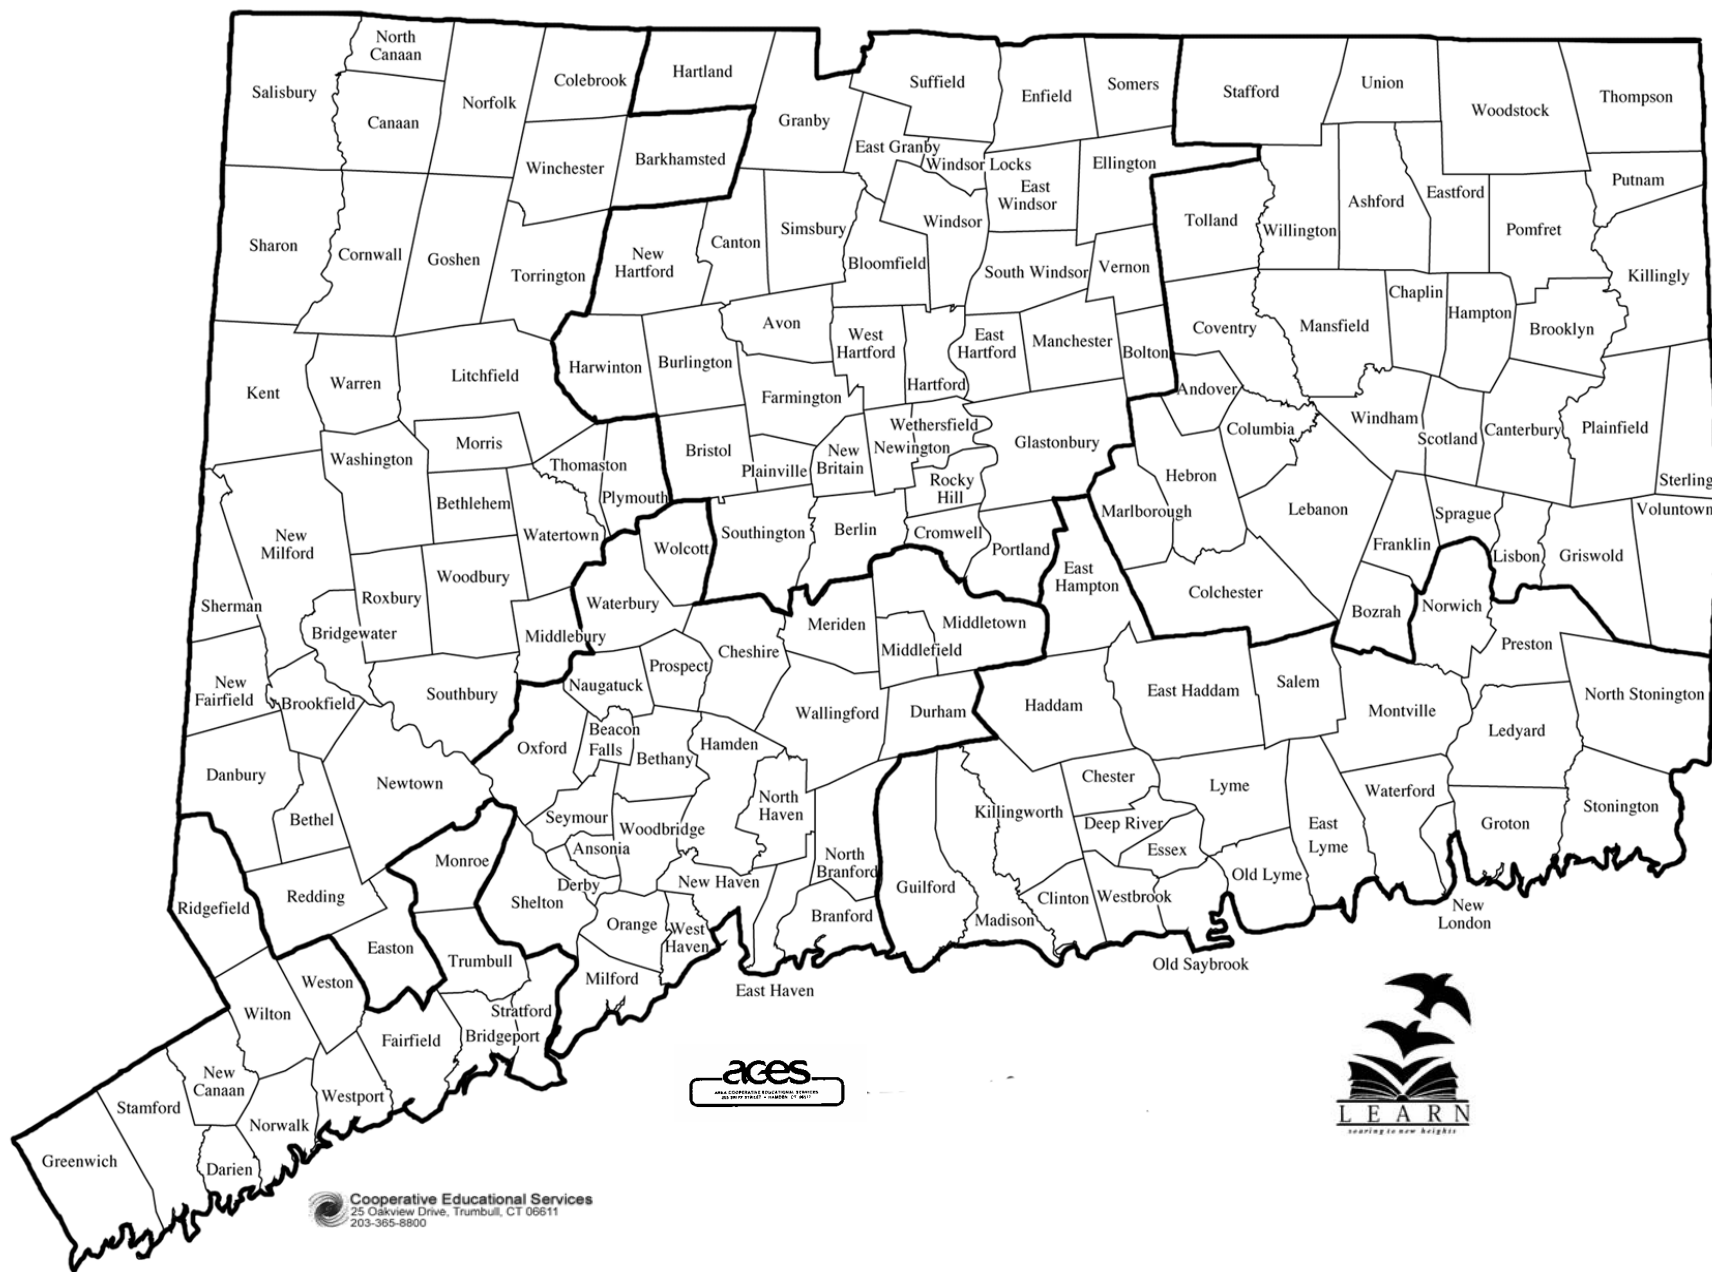 North
Canaan
Salisbury
Canaan
Norfolk
Colebrook
Hartland
Granby
Suffield
Enfield
Somers
Stafford
Union
Woodstock
Thompson
Winchester
Barkhamsted
East Granby
Windsor Locks
East
Windsor
Ellington
Putnam
Sharon
Cornwall
Goshen
Torrington
New
Hartford
Canton
Simsbury
Bloomfield
Windsor
South Windsor
Vernon
Tolland
Willington
Ashford
Eastford
Pomfret
Killingly
Kent
Warren
Litchfield
Harwinton
Burlington
Avon
West
Hartford
Hartford
East
Hartford
Manchester
Bolton
Coventry
Mansfield
Chaplin
Hampton
Brooklyn
Farmington
Andover
Washington
Morris
Thomaston
Plymouth
Bristol
Plainville
New
Britain
Newington
Wethersfield
Rocky
Hill
Glastonbury
Hebron
Columbia
Windham
Scotland
Canterbury
Plainfield
Sterling
New
Milford
Bethlehem
Watertown
Wolcott
Southington
Berlin
Cromwell
Portland
East
Hampton
Marlborough
Lebanon
Franklin
Sprague
Lisbon
Griswold
Voluntown
Sherman
Bridgewater
Roxbury
Woodbury
Middlebury
Waterbury
Cheshire
Meriden
Middlefield
Middletown
Colchester
Bozrah
Norwich
Preston
New
Fairfield
Brookfield
Southbury
Naugatuck
Prospect
Wallingford
Durham
Haddam
East Haddam
Salem
Montville
Ledyard
North Stonington
Danbury
Bethel
Newtown
Oxford
Beacon
Falls
Bethany
Hamden
North
Haven
Seymour
Woodbridge
Ansonia
Derby
Killingworth
Chester
Deep River
Essex
Lyme
East
Lyme
Waterford
Groton
Stonington
Ridgefield
Redding
Monroe
Shelton
Orange
New Haven
West
Haven
North
Branford
Branford
Guilford
Madison
Clinton
Westbrook
Old Lyme
New
London
Easton
Trumbull
Milford
East Haven
Old Saybrook
Weston
Wilton
Fairfield
Stratford
Bridgeport
New
Canaan
Westport
Stamford
Norwalk
Greenwich
Darien
aces
AREA COOPERATIVE EDUCATIONAL SERVICES
LEARN
soaring to new heights
Cooperative Educational Services
25 Oakview Drive, Trumbull, CT 06611
203-365-8800